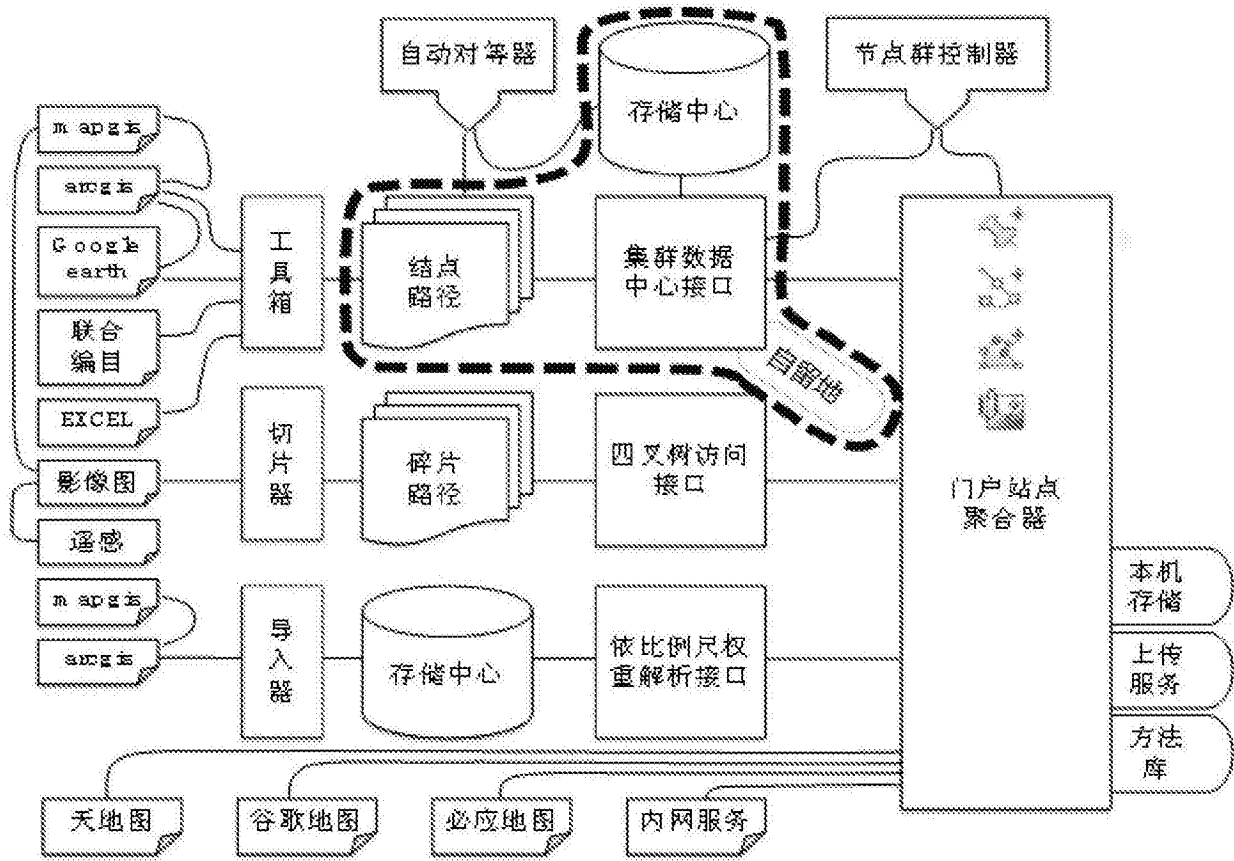 自动对等器
存储中心
节点群控制器
mapgis
arcgis
Google
earth
联合
编目
EXCEL
影像图
遥感
mapgis
arcgis
工
具
箱
结点
路径
集群数据
中心接口
自留地
切
片
器
碎片
路径
四叉树访问
接口
门户站点
聚合器
导
入
器
存储中心
依比例尺权
重解析接口
本机
存储
上传
服务
方法
库
天地图
谷歌地图
必应地图
内网服务